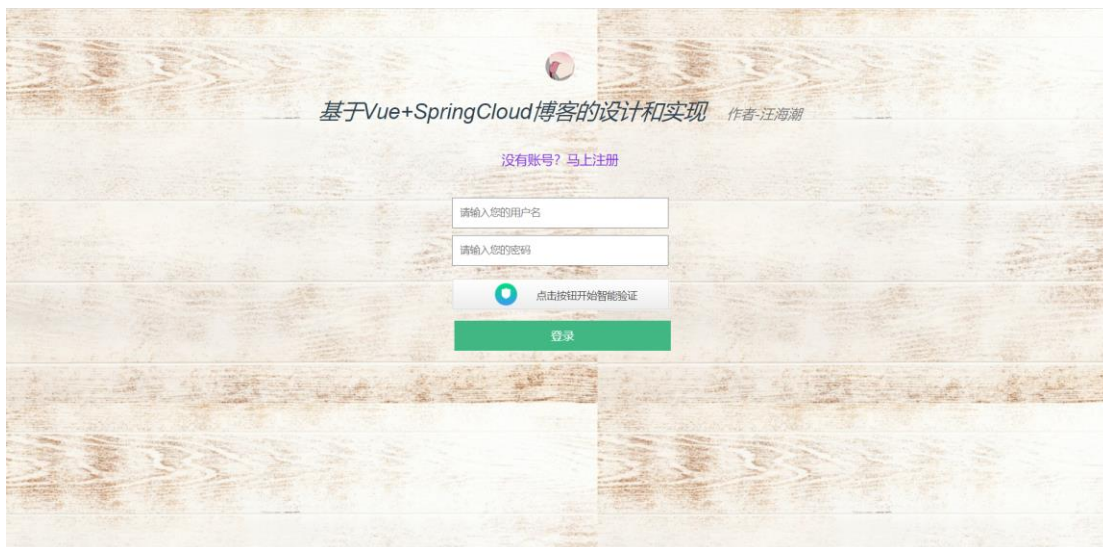 基于Vue+SpringCloud博客的设计和实现 作者-汪海潮
没有账号？马上注册
请输入您的用户名
请输入您的密码
点击按钮开始智能验证
登录